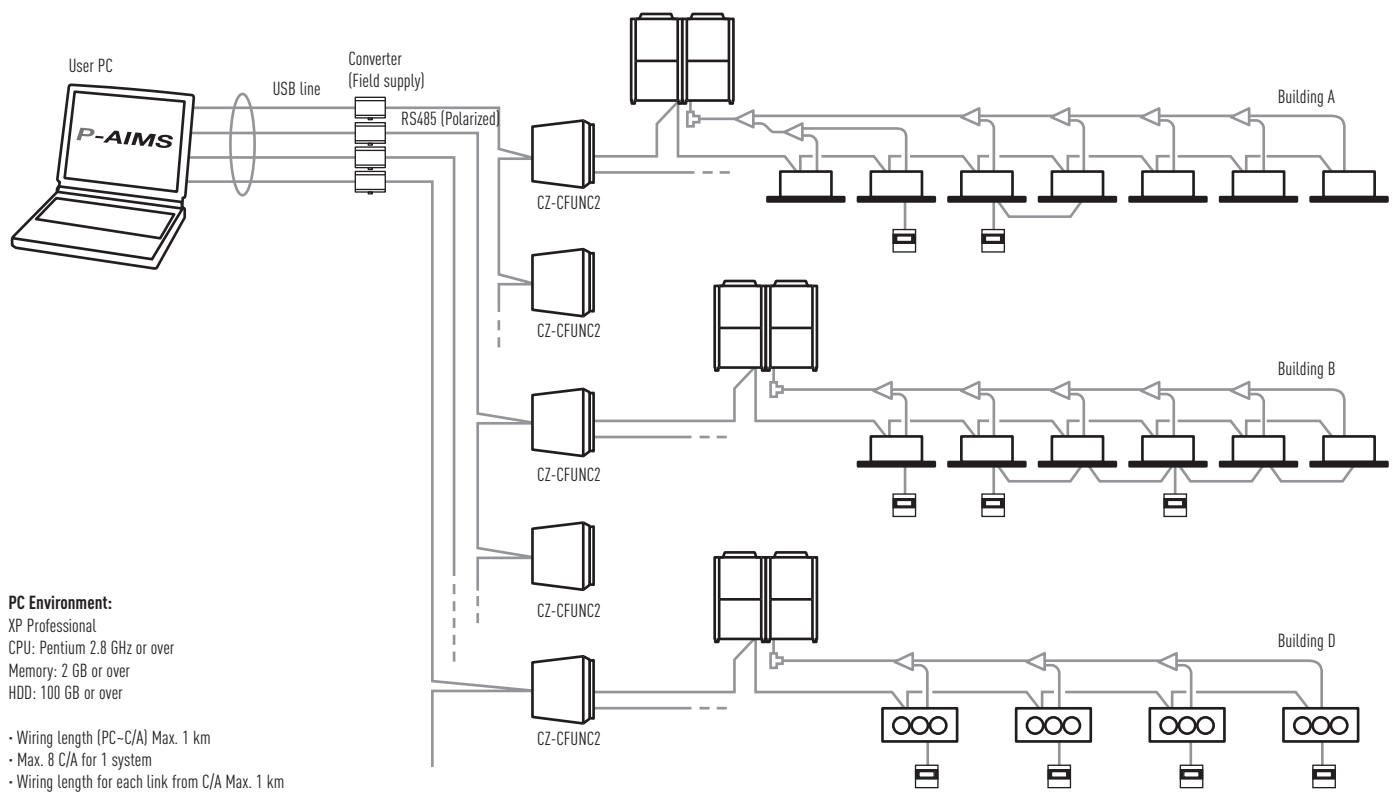 User PC
P-AIMS
USB line
Converter
(Field supply)
RS485 (Polarized)
CZ-CFUNC2
Building A
CZ-CFUNC2
CZ-CFUNC2
Building B
CZ-CFUNC2
CZ-CFUNC2
Building D
PC Environment:
XP Professional
CPU: Pentium 2.8 GHz or over
Memory: 2 GB or over
HDD: 100 GB or over
· Wiring length (PC~C/A) Max. 1 km
· Max. 8 C/A for 1 system
· Wiring length for each link from C/A Max. 1 km